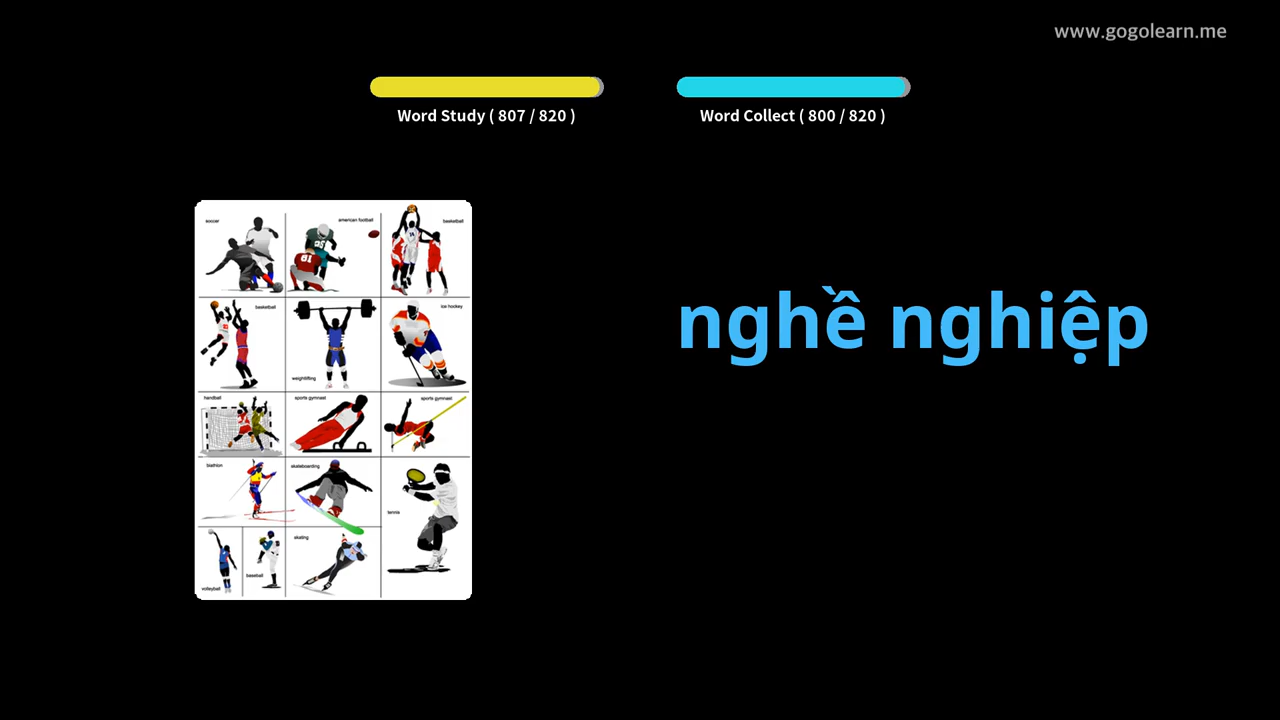 www.gogolearn.me
Word Study ( 807 / 820 )
Word Collect ( 800 / 820 )
soccer
american football
basketball
nghề nghiệp
basketball
weightlifting
ice hockey
handball
sports gymnast
sports gymnast
biathlon
skateboarding
tennis
volleyball
baseball
skating